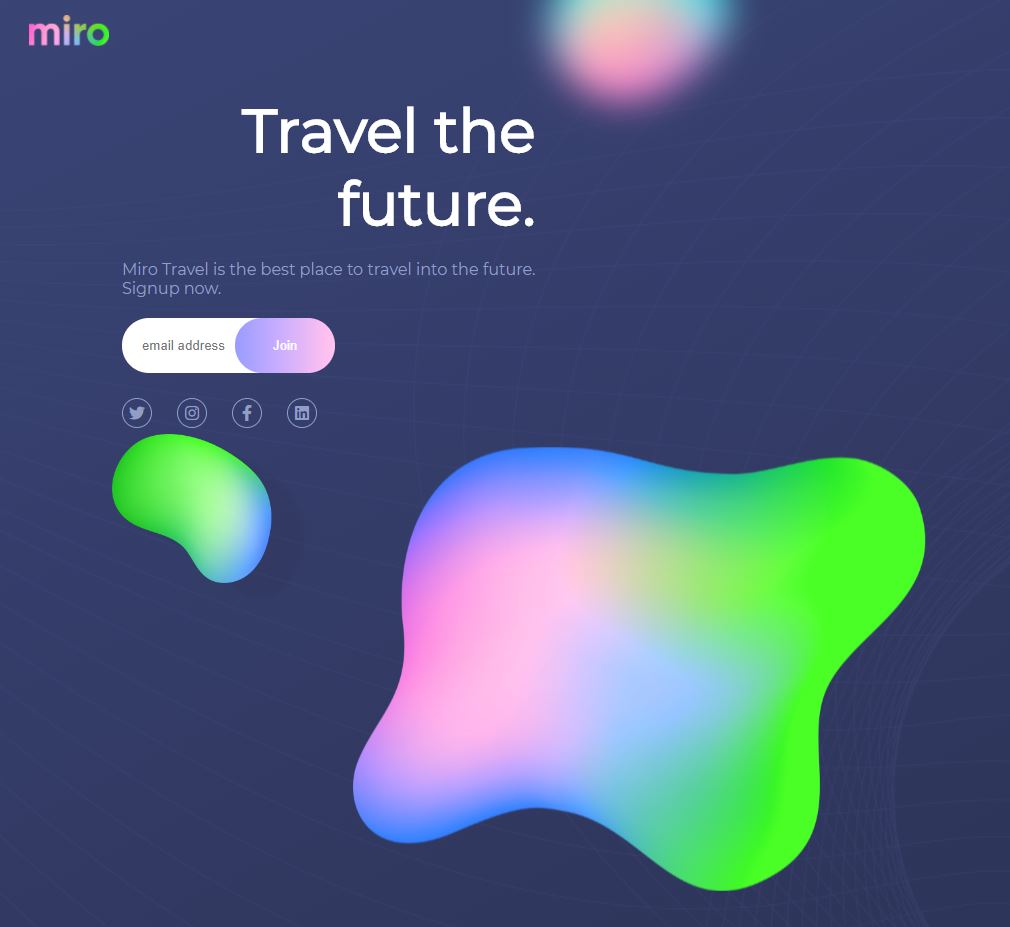 miro
Travel the
future.
Miro Travel is the best place to travel into the future.
Signup now.
email address
Join